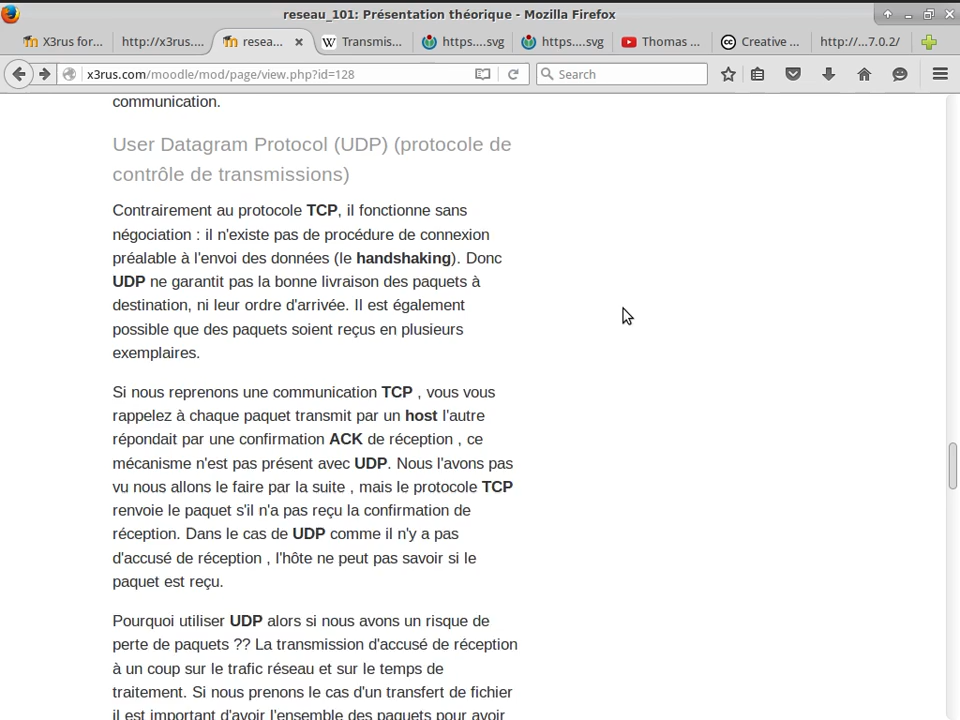 reseau_101: Présentation théorique - Mozilla Firefox
X3rus for...
http://x3rus....
resea...
Transmis...
https....svg
https....svg
Thomas ...
Creative ...
http://...7.0.2/
x3rus.com/moodle/mod/page/view.php?id=128
Search
communication.
User Datagram Protocol (UDP) (protocole de
contrôle de transmissions)
Contrairement au protocole TCP, il fonctionne sans
négociation : il n'existe pas de procédure de connexion
préalable à l'envoi des données (le handshaking). Donc
UDP ne garantit pas la bonne livraison des paquets à
destination, ni leur ordre d'arrivée. Il est également
possible que des paquets soient reçus en plusieurs
exemplaires.
Si nous reprenons une communication TCP , vous vous
rappelez à chaque paquet transmit par un host l'autre
répondait par une confirmation ACK de réception , ce
mécanisme n'est pas présent avec UDP. Nous l'avons pas
vu nous allons le faire par la suite , mais le protocole TCP
renvoie le paquet s'il n'a pas reçu la confirmation de
réception. Dans le cas de UDP comme il n'y a pas
d'accusé de réception , l'hôte ne peut pas savoir si le
paquet est reçu.
Pourquoi utiliser UDP alors si nous avons un risque de
perte de paquets ?? La transmission d'accusé de réception
à un coup sur le trafic réseau et sur le temps de
traitement. Si nous prenons le cas d'un transfert de fichier
il est important d'avoir l'ensemble des paquets pour avoir